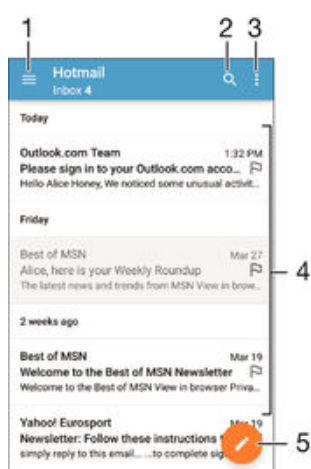 1 2 3
Hotmail
Inbox 4
Today
Outlook.com Team 1:32 PM
Please sign in to your Outlook.com acco...
Hello Alice Honey, We noticed some unusual activit...
Friday
Best of MSN Mar 27
Alice, here is your Weekly Roundup
The latest news and trends from MSN View in brow...
4
2 weeks ago
Best of MSN Mar 19
Welcome to the Best of MSN Newsletter
Welcome to the Best of MSN View in browser Priva...
Yahoo! Eurosport Mar 19
Newsletter: Follow these instructions
simply reply to this email... ...to complete sig
5